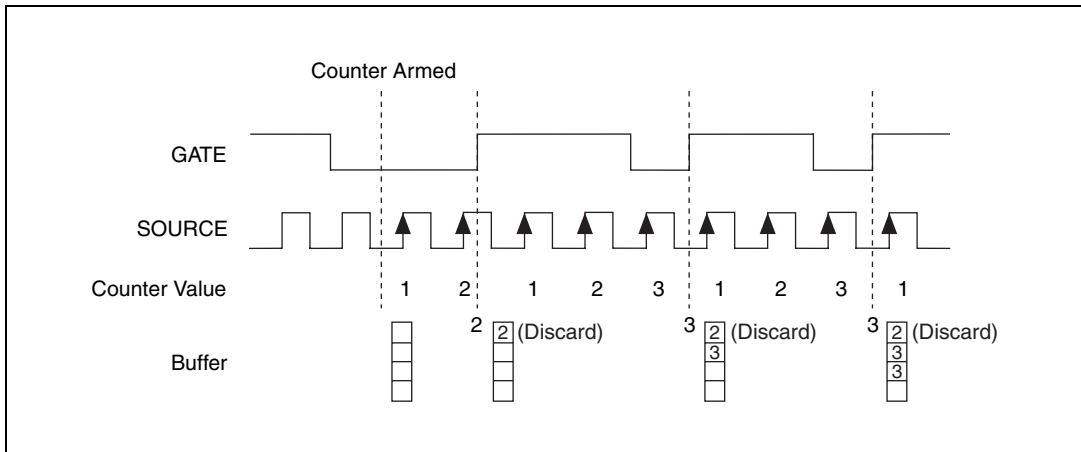 Counter Armed
GATE
SOURCE
Counter Value 1 2 1 2 3 1 2 3 1
2 3 3
Buffer
2 (Discard)
2 (Discard)
3
2 (Discard)
3
3